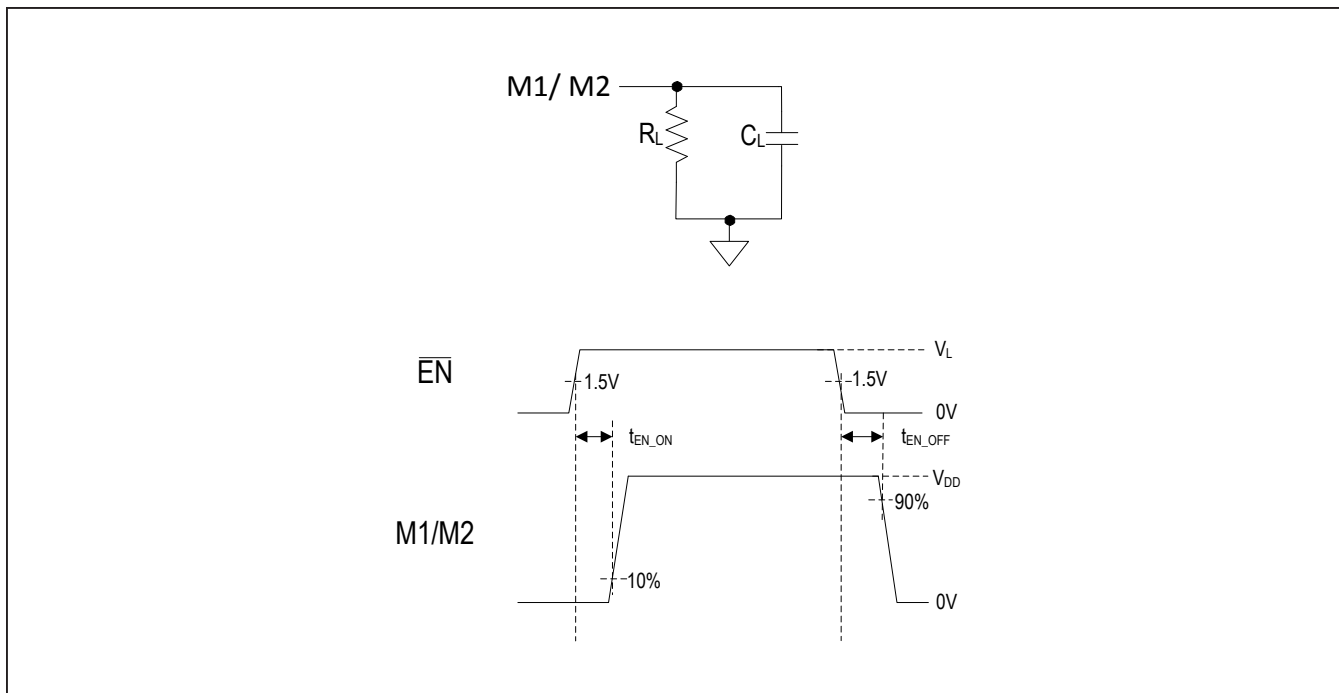 M1/ M2
RL
CL
EN
VL
1.5V
1.5V
0V
tEN_ON
tEN_OFF
VDD
90%
M1/M2
10%
0V